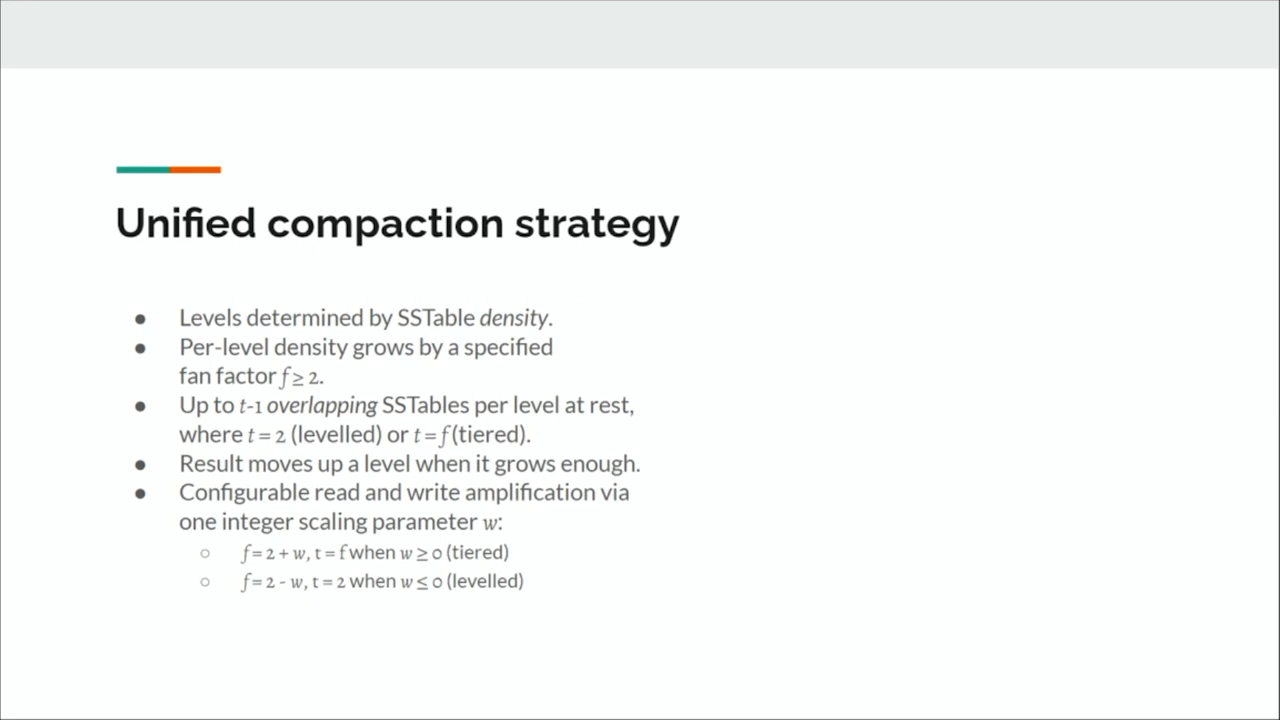 Unified compaction strategy
● Levels determined by SSTable density.
● Per-level density grows by a specified
fan factor f ≥ 2.
● Up to t-1 overlapping SSTables per level at rest,
where t = 2 (levelled) or t = f (tiered).
● Result moves up a level when it grows enough.
● Configurable read and write amplification via
one integer scaling parameter w:
○ f = 2 + w, t = f when w ≥ 0 (tiered)
○ f = 2 - w, t = 2 when w ≤ 0 (levelled)